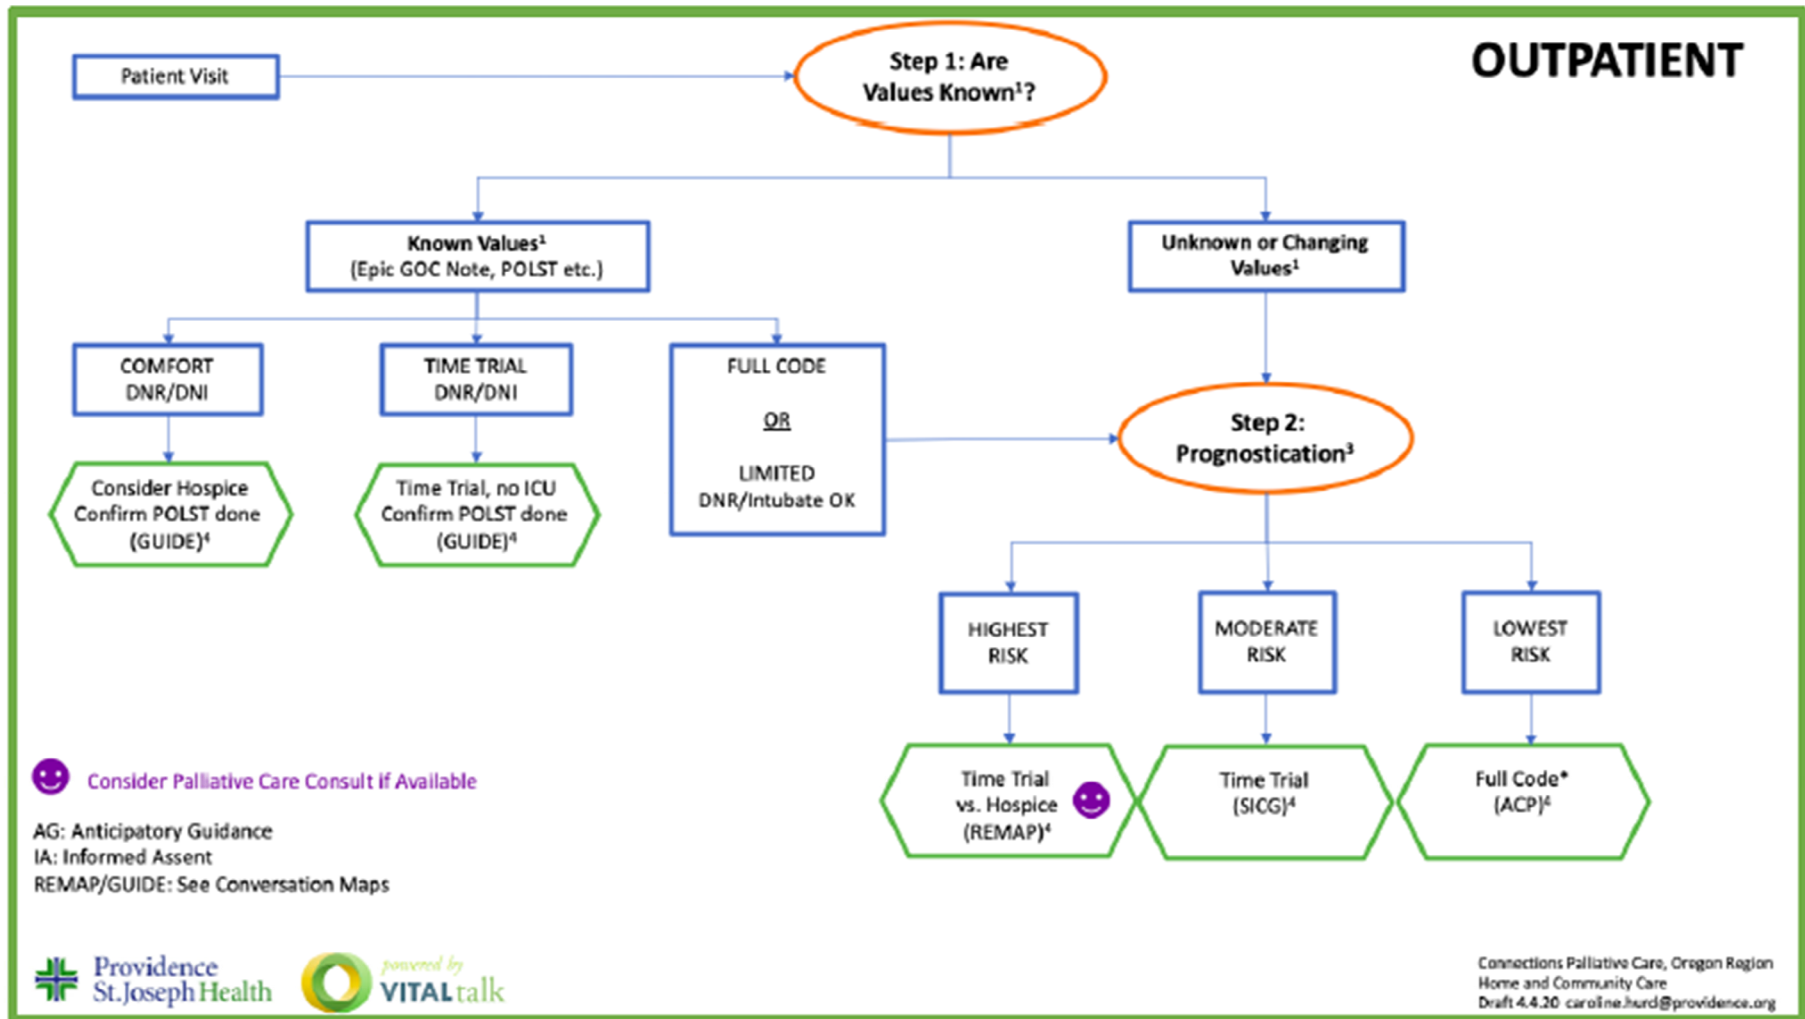 OUTPATIENT
Patient Visit
Step 1: Are
Values Known¹?
Known Values¹
(Epic GOC Note, POLST etc.)
Unknown or Changing
Values¹
COMFORT
DNR/DNI
TIME TRIAL
DNR/DNI
FULL CODE
OR
LIMITED
DNR/Intubate OK
Step 2:
Prognostication³
Consider Hospice
Confirm POLST done
(GUIDE)⁴
Time Trial, no ICU
Confirm POLST done
(GUIDE)⁴
HIGHEST
RISK
MODERATE
RISK
LOWEST
RISK
Time Trial
vs. Hospice
(REMAP)⁴
Time Trial
(SICG)⁴
Full Code*
(ACP)⁴
Consider Palliative Care Consult if Available
AG: Anticipatory Guidance
IA: Informed Assent
REMAP/GUIDE: See Conversation Maps
Providence
St.Joseph Health
powered by
VITALtalk
Connections Palliative Care, Oregon Region
Home and Community Care
Draft 4.4.20 caroline.hurd@providence.org